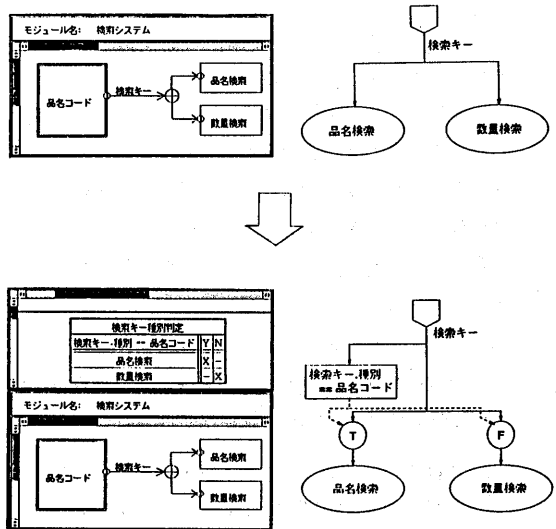 モジュール名: 検索システム
品名コード
検索キー
品名検索
数量検索
検索キー
品名検索
数量検索
検索キー種別判定
検索キー.種別 == 品名コード Y N
品名検索 X -
数量検索 - X
モジュール名: 検索システム
品名コード
検索キー
品名検索
数量検索
検索キー
検索キー.種別
== 品名コード
T
F
品名検索
数量検索